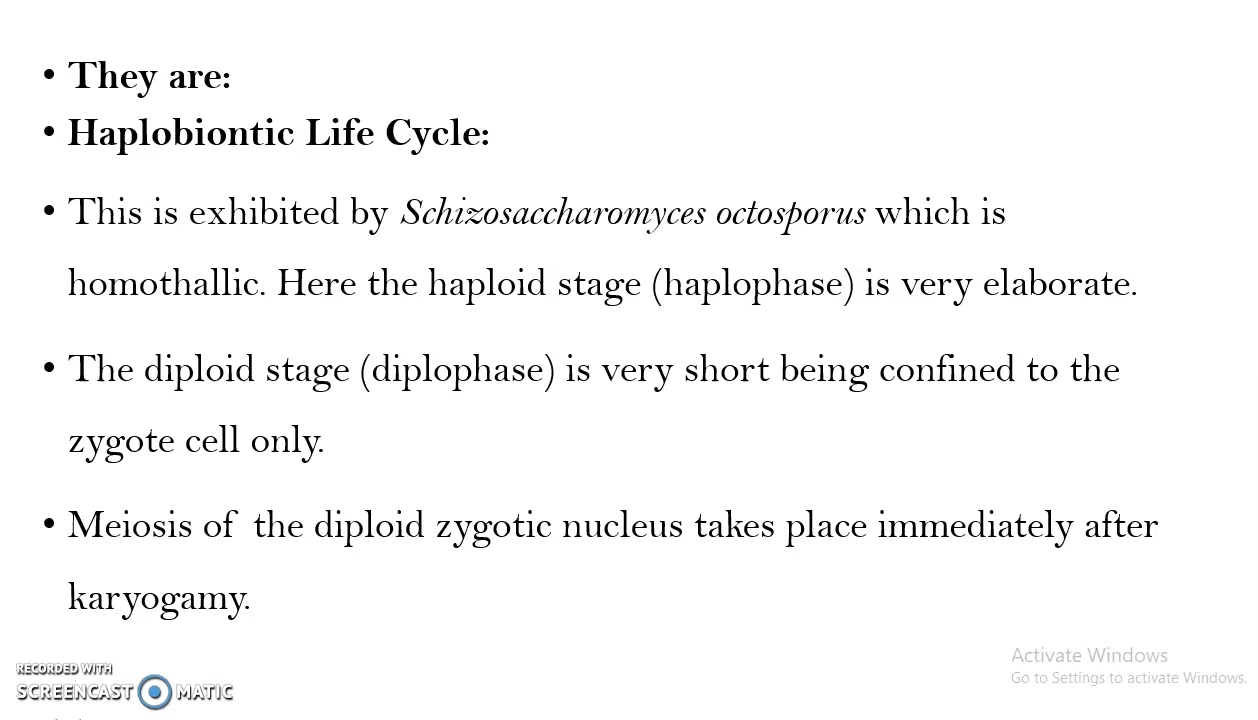 • They are:
• Haplobiontic Life Cycle:
• This is exhibited by Schizosaccharomyces octosporus which is
homothallic. Here the haploid stage (haplophase) is very elaborate.
• The diploid stage (diplophase) is very short being confined to the
zygote cell only.
• Meiosis of the diploid zygotic nucleus takes place immediately after
karyogamy.
RECORDED WITH
SCREENCAST MATIC
Activate Windows
Go to Settings to activate Windows.